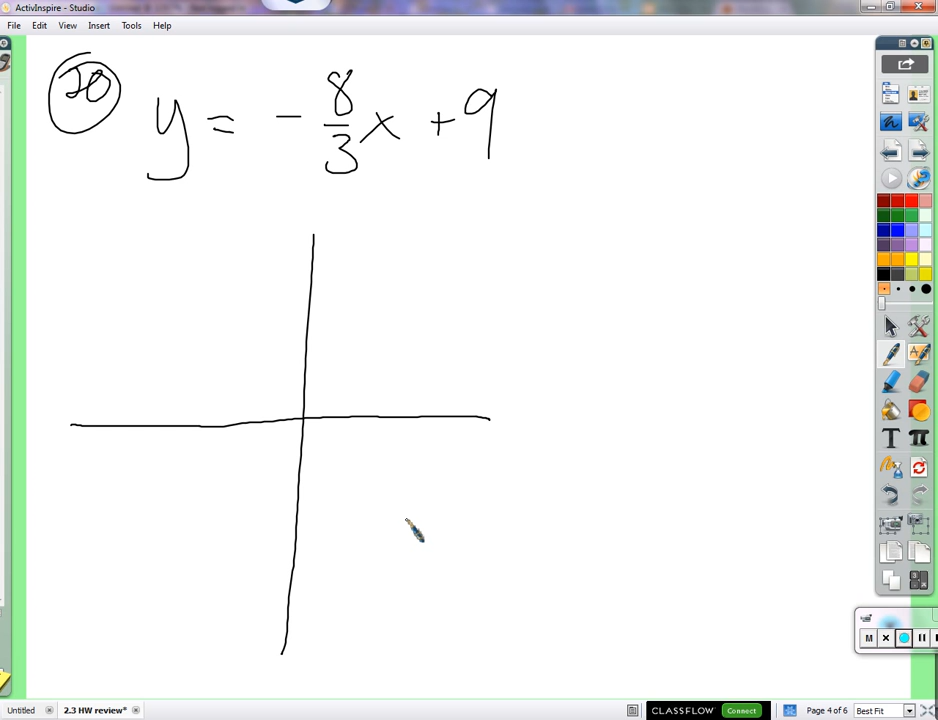 ActivInspire - Studio
File Edit View Insert Tools Help
20
y = - 8/3 x + 9
T π
M
Untitled 2.3 HW review* CLASSFLOW Connect Page 4 of 6 Best Fit